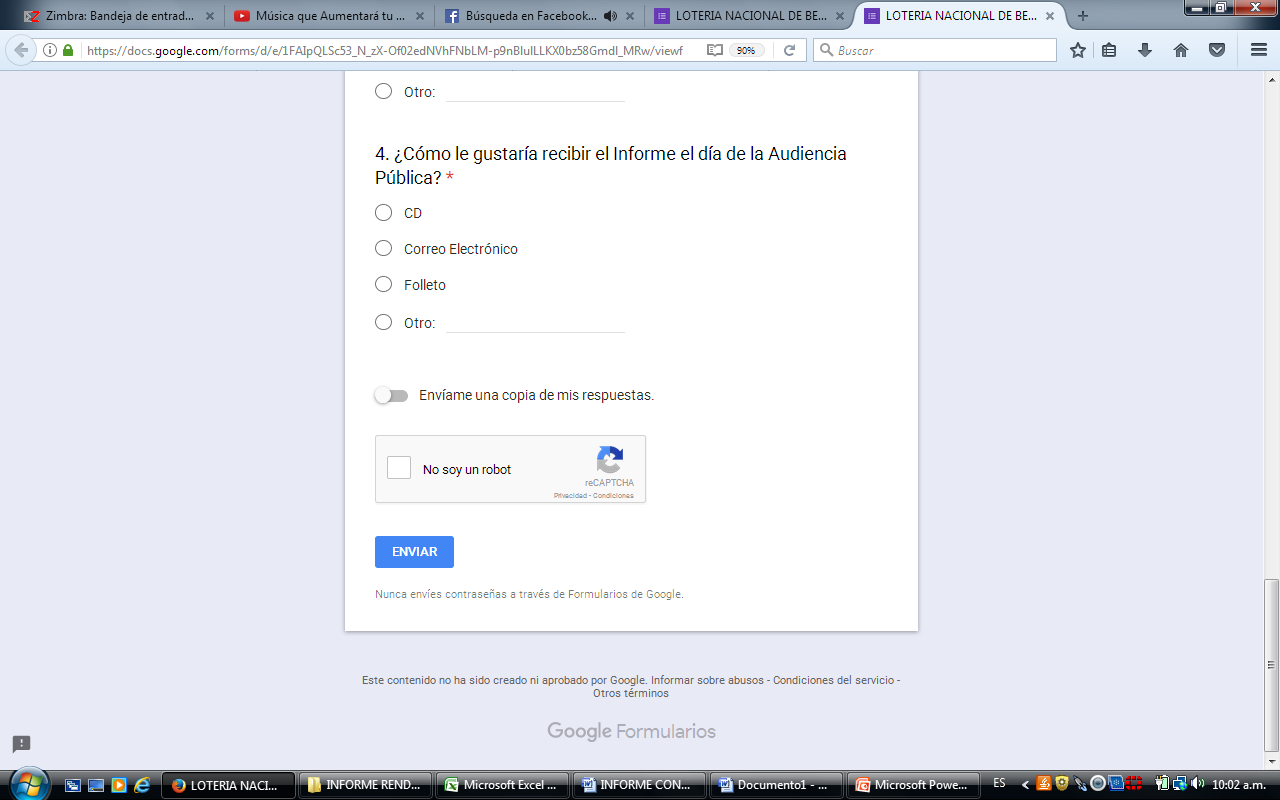 Zimbra: Bandeja de entrad...
Música que Aumentará tu ...
Búsqueda en Facebook...
LOTERIA NACIONAL DE BE...
LOTERIA NACIONAL DE BE...
https://docs.google.com/forms/d/e/1FAIpQLSc53_N_zX-Of02edNVhFNbLM-p9nBIuILLKX0bz58GmdI_MRw/viewf
90%
Buscar
Otro:
4. ¿Cómo le gustaría recibir el Informe el día de la Audiencia
Pública? *
CD
Correo Electrónico
Folleto
Otro:
Envíame una copia de mis respuestas.
No soy un robot
reCAPTCHA
Privacidad - Condiciones
ENVIAR
Nunca envíes contraseñas a través de Formularios de Google.
Este contenido no ha sido creado ni aprobado por Google. Informar sobre abusos - Condiciones del servicio -
Otros términos
Google Formularios
LOTERIA NACI...
INFORME REND...
Microsoft Excel ...
INFORME CON...
Documento1 - ...
Microsoft Powe...
ES
10:02 a.m.